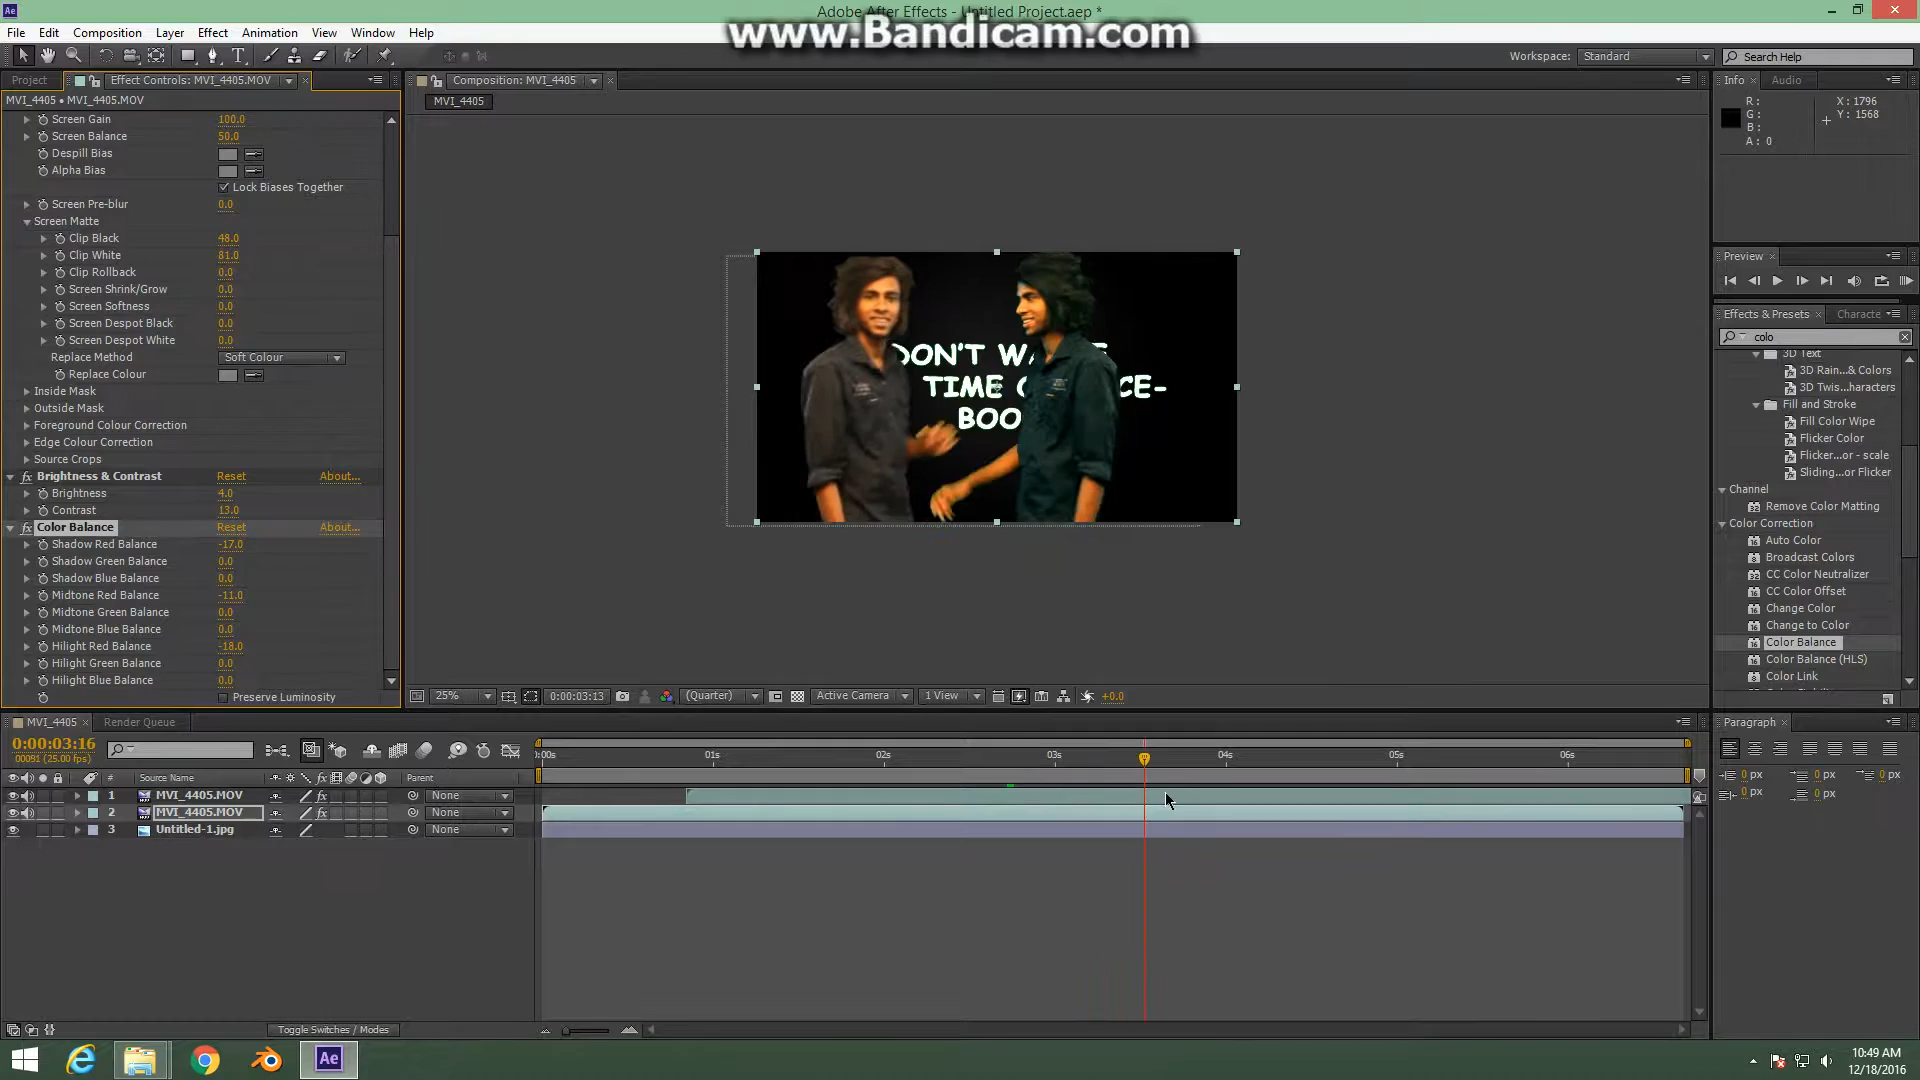 Adobe After Effects - Untitled Project.aep *
www.Bandicam.com
File Edit Composition Layer Effect Animation View Window Help
Workspace: Standard
Search Help
Project
Effect Controls: MVI_4405.MOV
Composition: MVI_4405
Info
Audio
MVI_4405 • MVI_4405.MOV
MVI_4405
R:
G:
B:
A: 0
X: 1796
Y: 1568
Screen Gain 100.0
Screen Balance 50.0
Despill Bias
Alpha Bias
Lock Biases Together
Screen Pre-blur 0.0
Screen Matte
Clip Black 48.0
Clip White 81.0
Clip Rollback 0.0
Screen Shrink/Grow 0.0
Screen Softness 0.0
Screen Despot Black 0.0
Screen Despot White 0.0
Replace Method Soft Colour
Replace Colour
Inside Mask
Outside Mask
Foreground Colour Correction
Edge Colour Correction
Source Crops
Brightness & Contrast Reset About...
Brightness 4.0
Contrast 13.0
Color Balance Reset About...
Shadow Red Balance -17.0
Shadow Green Balance 0.0
Shadow Blue Balance 0.0
Midtone Red Balance -11.0
Midtone Green Balance 0.0
Midtone Blue Balance 0.0
Hilight Red Balance -18.0
Hilight Green Balance 0.0
Hilight Blue Balance 0.0
Preserve Luminosity
DON'T
TIME
BOO
CE-
25%
0:00:03:13
(Quarter)
Active Camera
1 View
+0.0
Preview
Effects & Presets
Characte
colo
3D Text
3D Rain...& Colors
3D Twis...haracters
Fill and Stroke
Fill Color Wipe
Flicker Color
Flicker...or - scale
Sliding...or Flicker
Channel
Remove Color Matting
Color Correction
Auto Color
Broadcast Colors
CC Color Neutralizer
CC Color Offset
Change Color
Change to Color
Color Balance
Color Balance (HLS)
Color Link
MVI_4405
Render Queue
0:00:03:16
00091 (25.00 fps)
# Source Name
Parent
1 MVI_4405.MOV None
2 MVI_4405.MOV None
3 Untitled-1.jpg None
:00s 01s 02s 03s 04s 05s 06s
Toggle Switches / Modes
Paragraph
0 px 0 px 0 px
0 px 0 px
Ae
10:49 AM
12/18/2016